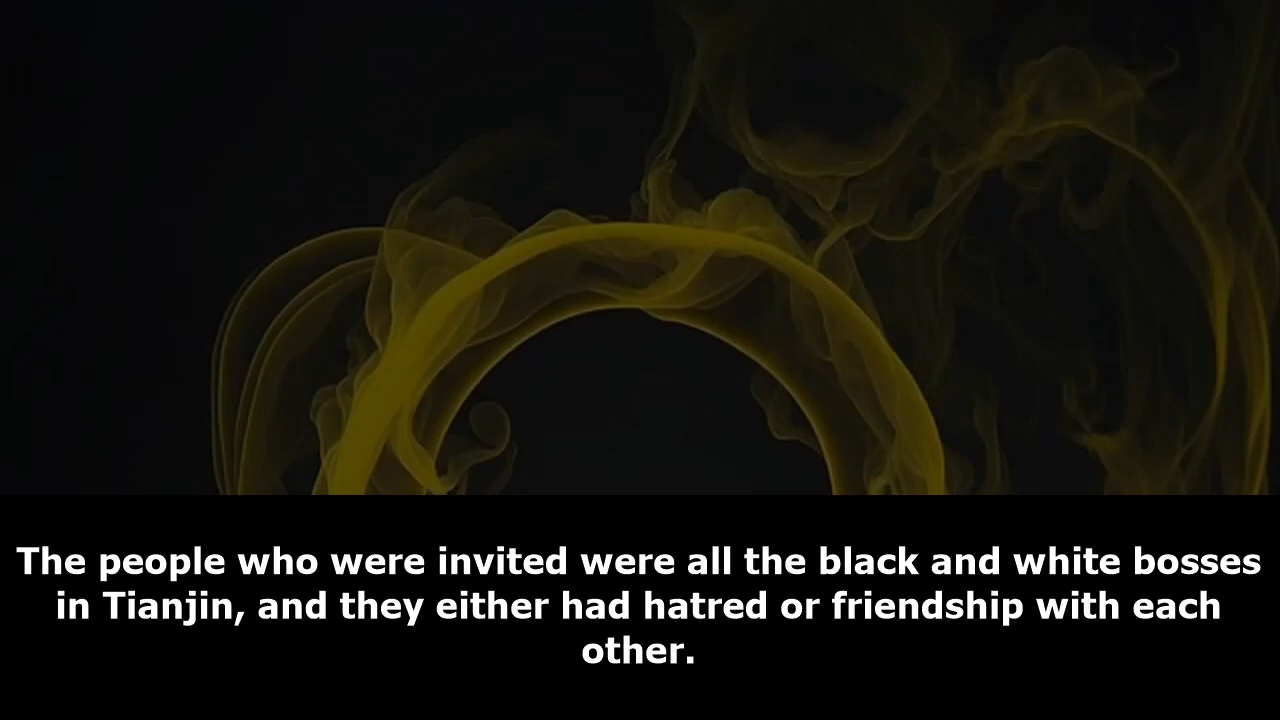 The people who were invited were all the black and white bosses
in Tianjin, and they either had hatred or friendship with each
other.